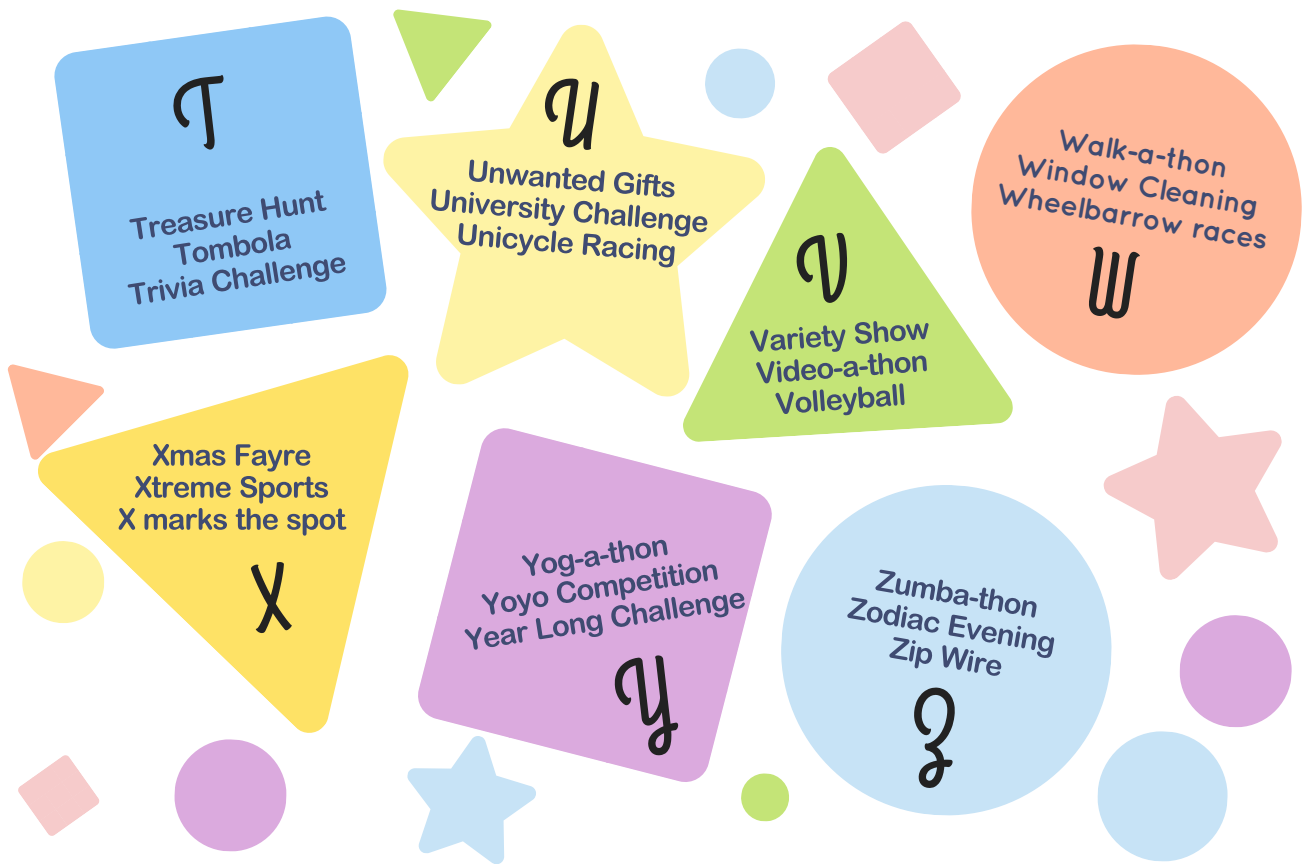 T
Treasure Hunt
Tombola
Trivia Challenge
U
Unwanted Gifts
University Challenge
Unicycle Racing
V
Variety Show
Video-a-thon
Volleyball
Walk-a-thon
Window Cleaning
Wheelbarrow races
W
Xmas Fayre
Xtreme Sports
X marks the spot
X
Yog-a-thon
Yoyo Competition
Year Long Challenge
Y
Zumba-thon
Zodiac Evening
Zip Wire
Z